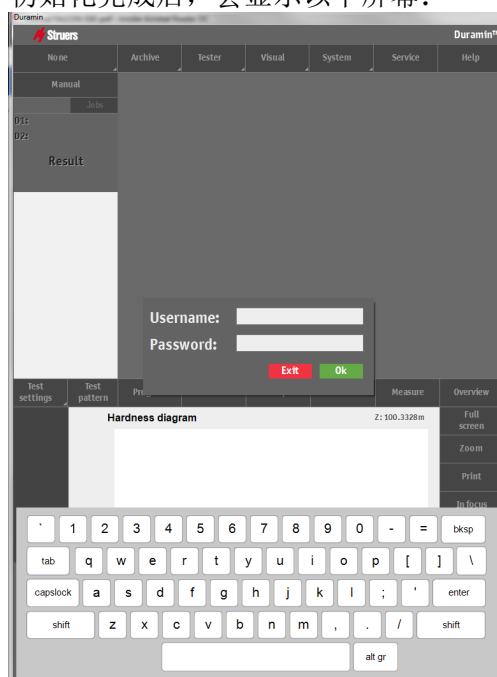 初始化完成后，会显示以下屏幕：
Duramin
Struers Duramin™
None Archive Tester Visual System Service Help
Manual
Jobs
D1:
D2:
Result
Username:
Password:
Exit Ok
Test settings Test pattern Measure Overview
Hardness diagram Z: 100.3328m Full screen
Zoom
Print
In focus
` 1 2 3 4 5 6 7 8 9 0 - = bksp
tab q w e r t y u i o p [ ] \
capslock a s d f g h j k l ; ' enter
shift z x c v b n m , . / shift
alt gr